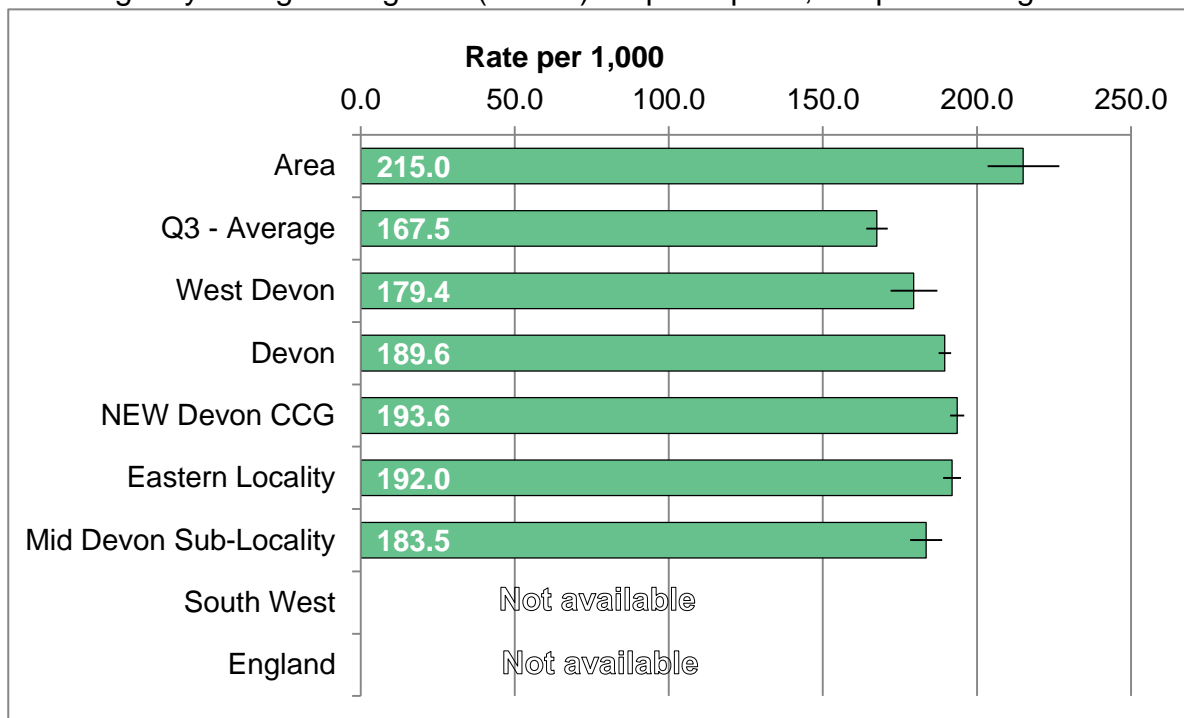 Rate per 1,000
0.0 50.0 100.0 150.0 200.0 250.0
Area 215.0
Q3 - Average 167.5
West Devon 179.4
Devon 189.6
NEW Devon CCG 193.6
Eastern Locality 192.0
Mid Devon Sub-Locality 183.5
South West Not available
England Not available